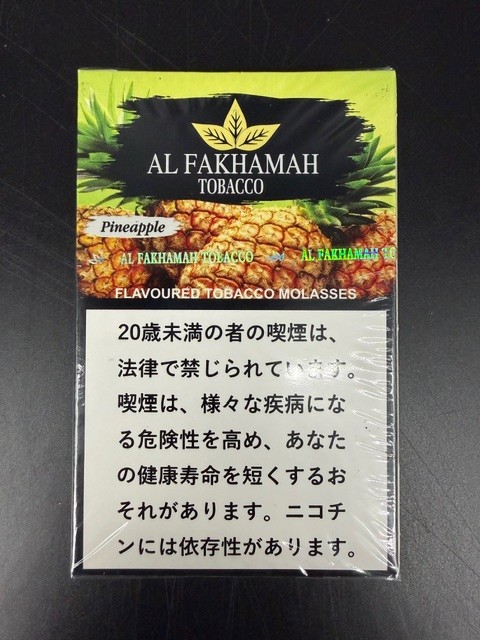 AL FAKHAMAH
TOBACCO
Pineapple
AL FAKHAMAH TOBACCO AL FAKHAMAH TO
FLAVOURED TOBACCO MOLASSES
20歳未満の者の喫煙は、
法律で禁じられています。
喫煙は、様々な疾病にな
る危険性を高め、あなた
の健康寿命を短くするお
それがあります。ニコチ
ンには依存性があります。